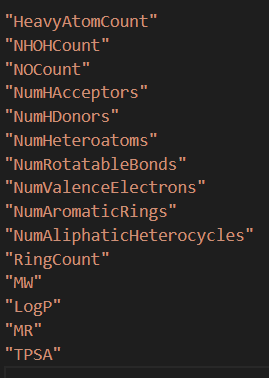 "HeavyAtomCount"
"NHOHCount"
"NOCount"
"NumHAcceptors"
"NumHDonors"
"NumHeteroatoms"
"NumRotatableBonds"
"NumValenceElectrons"
"NumAromaticRings"
"NumAliphaticHeterocycles"
"RingCount"
"MW"
"LogP"
"MR"
"TPSA"